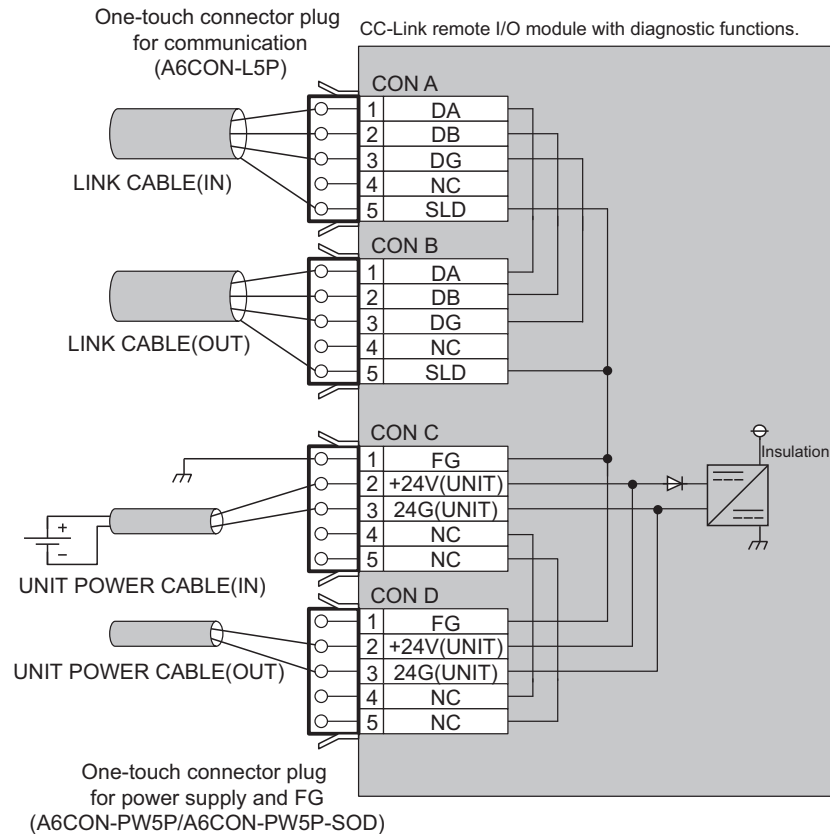 One-touch connector plug
for communication
(A6CON-L5P)
CC-Link remote I/O module with diagnostic functions.
CON A
1 DA
2 DB
3 DG
4 NC
5 SLD
LINK CABLE(IN)
CON B
1 DA
2 DB
3 DG
4 NC
5 SLD
LINK CABLE(OUT)
CON C
1 FG
2 +24V(UNIT)
3 24G(UNIT)
4 NC
5 NC
Insulation
+
−
UNIT POWER CABLE(IN)
CON D
1 FG
2 +24V(UNIT)
3 24G(UNIT)
4 NC
5 NC
UNIT POWER CABLE(OUT)
One-touch connector plug
for power supply and FG
(A6CON-PW5P/A6CON-PW5P-SOD)